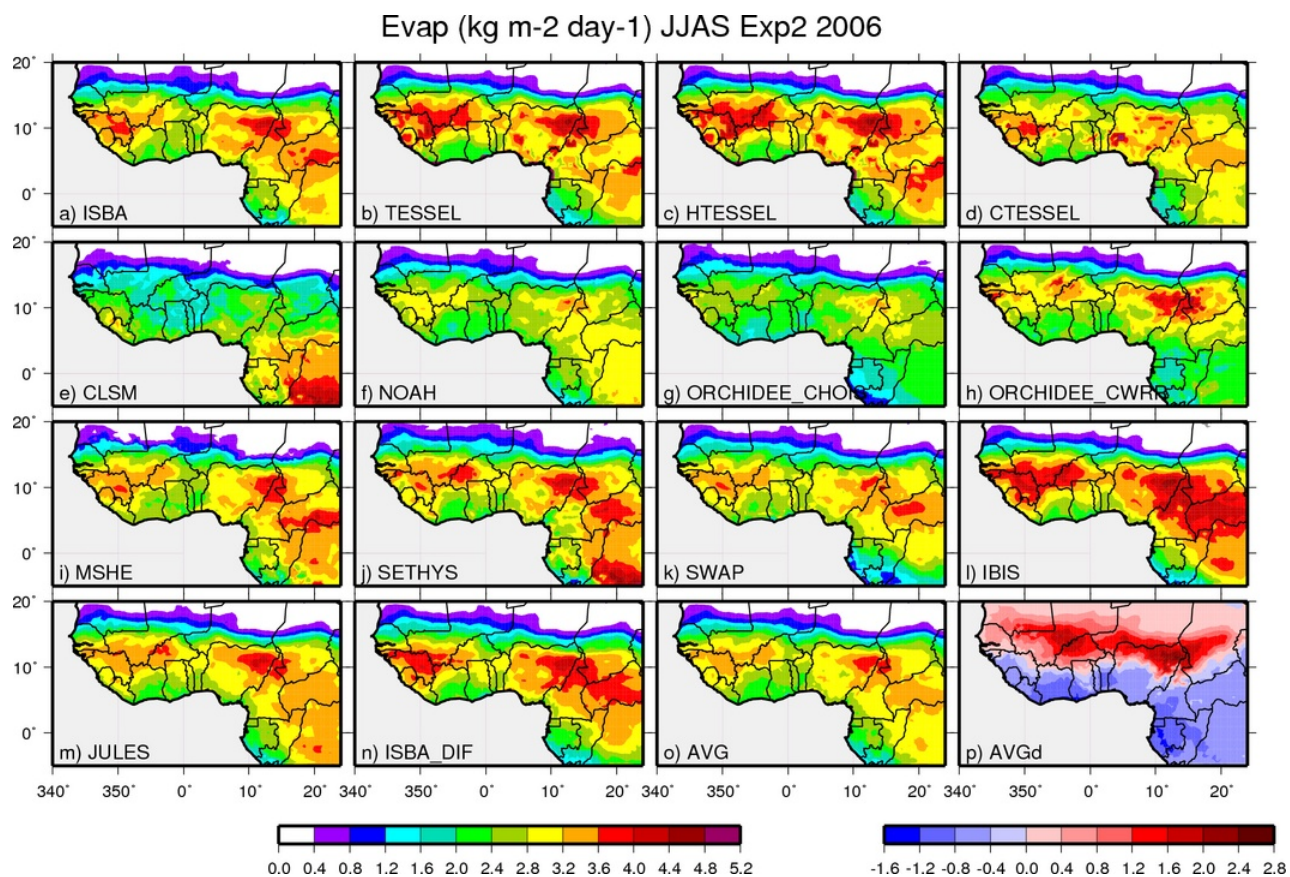 Evap (kg m-2 day-1) JJAS Exp2 2006
20˚
10˚
0˚
a) ISBA
b) TESSEL
c) HTESSEL
d) CTESSEL
20˚
10˚
0˚
e) CLSM
f) NOAH
g) ORCHIDEE_CHOIS
h) ORCHIDEE_CWRR
20˚
10˚
0˚
i) MSHE
j) SETHYS
k) SWAP
l) IBIS
20˚
10˚
0˚
m) JULES
n) ISBA_DIF
o) AVG
p) AVGd
340˚ 350˚ 0˚ 10˚ 20˚ 340˚ 350˚ 0˚ 10˚ 20˚ 340˚ 350˚ 0˚ 10˚ 20˚ 340˚ 350˚ 0˚ 10˚ 20˚
0.0 0.4 0.8 1.2 1.6 2.0 2.4 2.8 3.2 3.6 4.0 4.4 4.8 5.2
-1.6 -1.2 -0.8 -0.4 0.0 0.4 0.8 1.2 1.6 2.0 2.4 2.8